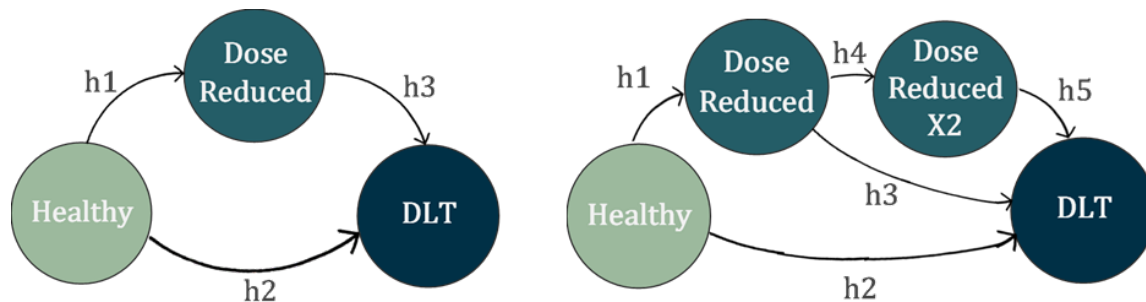 Dose
Reduced
h1
h3
Healthy
DLT
h2
Dose
Reduced
h4
Dose
Reduced
X2
h1
h5
h3
Healthy
DLT
h2